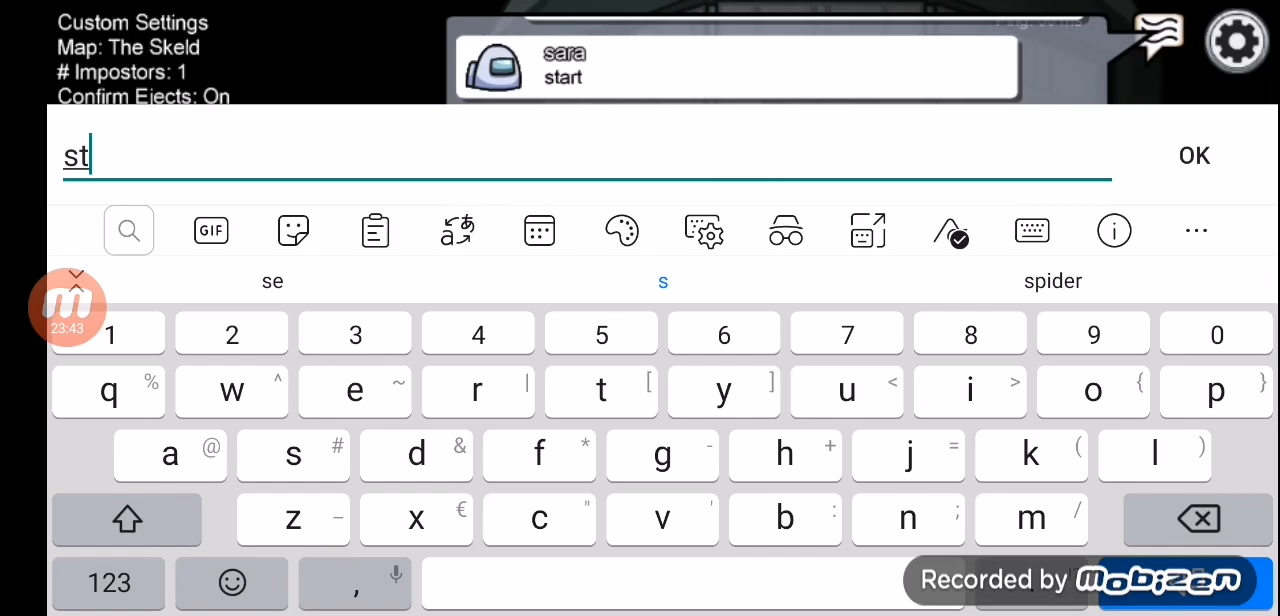 Custom Settings
Map: The Skeld
# Impostors: 1
Confirm Ejects: On
sara
start
st
OK
GIF
se s spider
23:43
1 2 3 4 5 6 7 8 9 0
q % w ^ e ~ r | t [ y ] u < i > o { p }
a @ s # d & f * g - h + j = k ( l )
z _ x € c " v ' b : n ; m /
123 ,
Recorded by mobizen